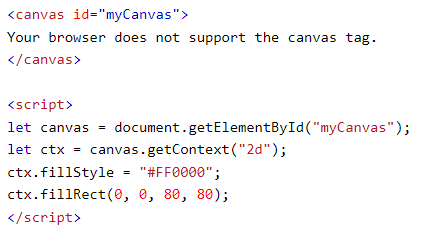 <canvas id="myCanvas">
Your browser does not support the canvas tag.
</canvas>

<script>
let canvas = document.getElementById("myCanvas");
let ctx = canvas.getContext("2d");
ctx.fillStyle = "#FF0000";
ctx.fillRect(0, 0, 80, 80);
</script>